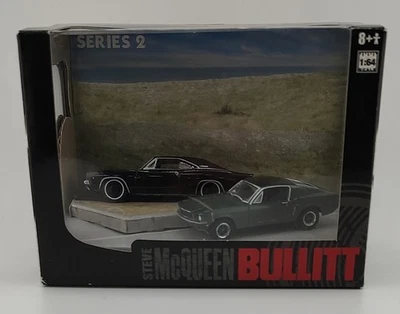 SERIES 2
8+
1:64
STEVE
McQUEEN BULLITT